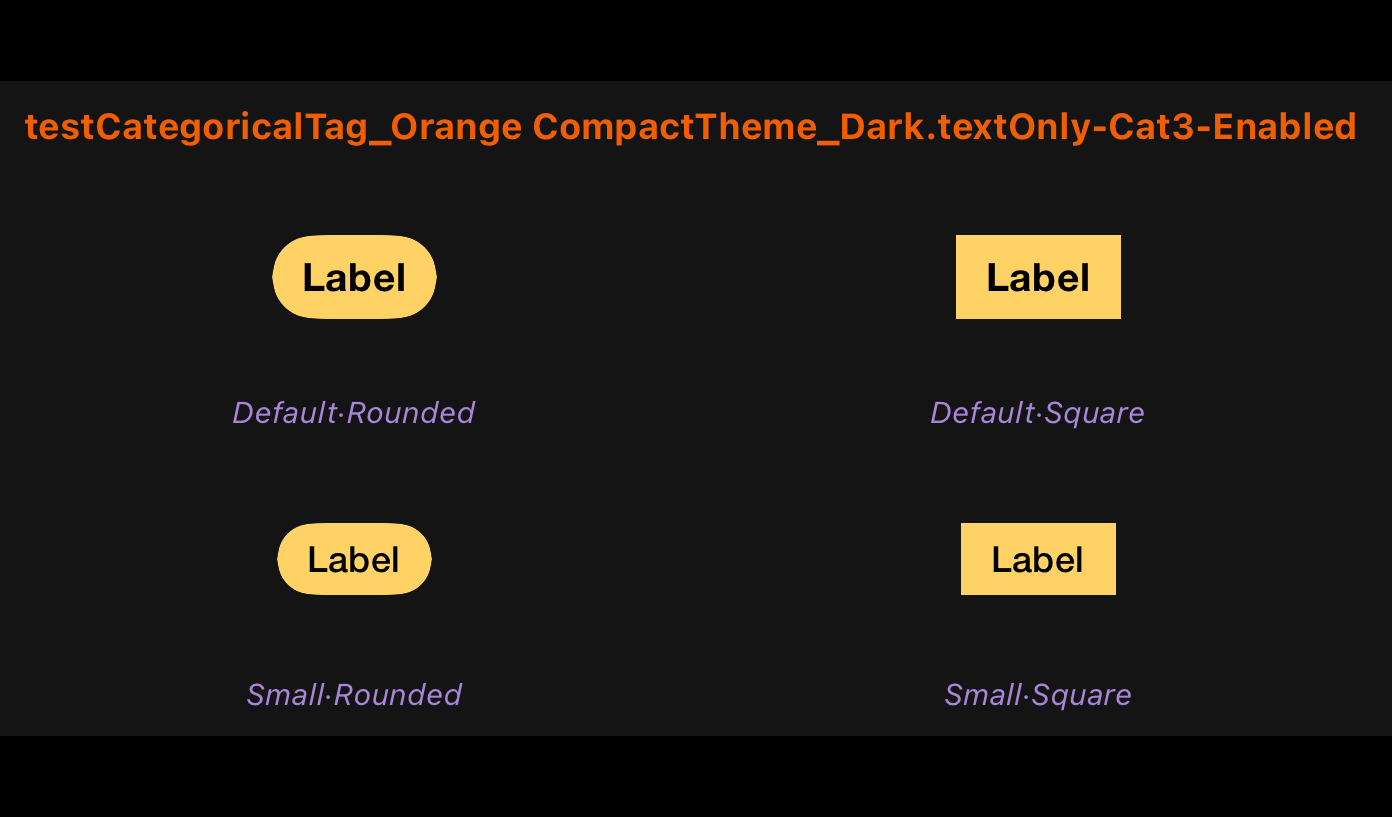 testCategoricalTag_Orange CompactTheme_Dark.textOnly-Cat3-Enabled
Label Label
Default·Rounded Default·Square
Label Label
Small·Rounded Small·Square